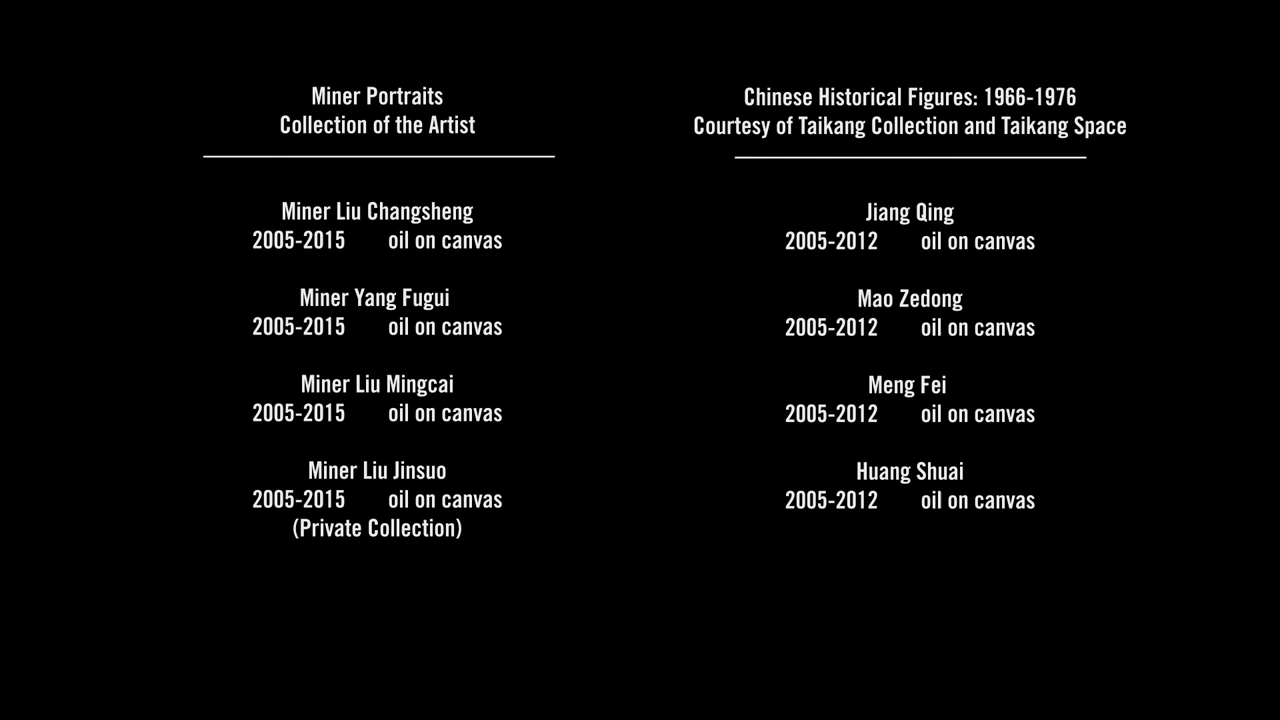 Miner Portraits
Collection of the Artist
Miner Liu Changsheng
2005-2015 oil on canvas
Miner Yang Fugui
2005-2015 oil on canvas
Miner Liu Mingcai
2005-2015 oil on canvas
Miner Liu Jinsuo
2005-2015 oil on canvas
(Private Collection)
Chinese Historical Figures: 1966-1976
Courtesy of Taikang Collection and Taikang Space
Jiang Qing
2005-2012 oil on canvas
Mao Zedong
2005-2012 oil on canvas
Meng Fei
2005-2012 oil on canvas
Huang Shuai
2005-2012 oil on canvas